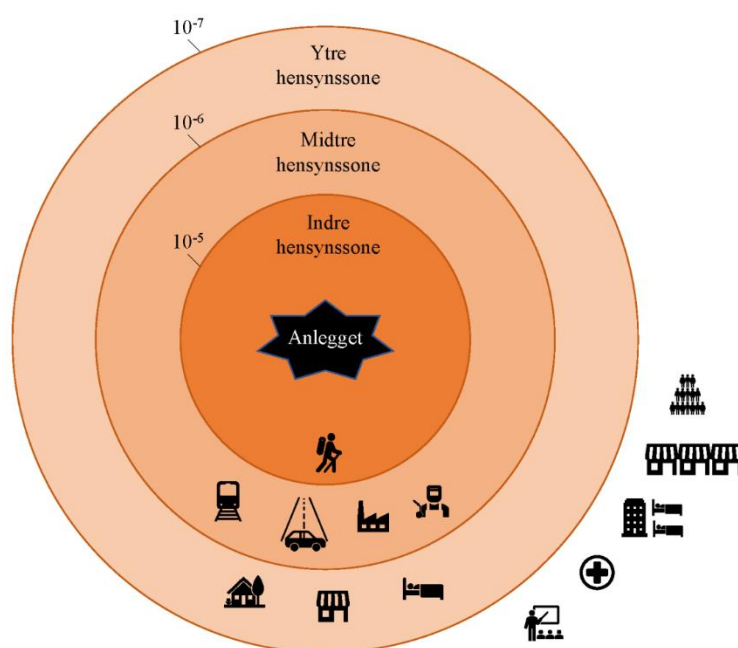 10⁻⁷
Ytre
hensynssone
10⁻⁶
Midtre
hensynssone
10⁻⁵
Indre
hensynssone
Anlegget